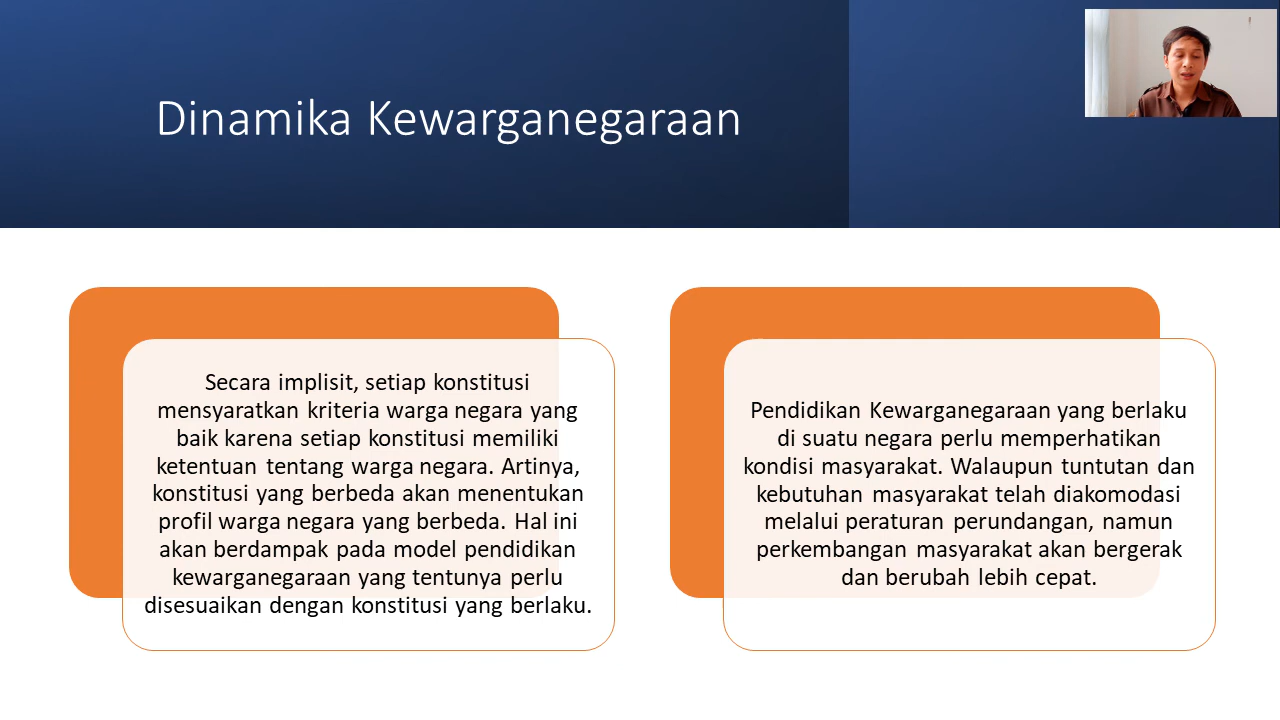 Dinamika Kewarganegaraan
Secara implisit, setiap konstitusi
mensyaratkan kriteria warga negara yang
baik karena setiap konstitusi memiliki
ketentuan tentang warga negara. Artinya,
konstitusi yang berbeda akan menentukan
profil warga negara yang berbeda. Hal ini
akan berdampak pada model pendidikan
kewarganegaraan yang tentunya perlu
disesuaikan dengan konstitusi yang berlaku.
Pendidikan Kewarganegaraan yang berlaku
di suatu negara perlu memperhatikan
kondisi masyarakat. Walaupun tuntutan dan
kebutuhan masyarakat telah diakomodasi
melalui peraturan perundangan, namun
perkembangan masyarakat akan bergerak
dan berubah lebih cepat.